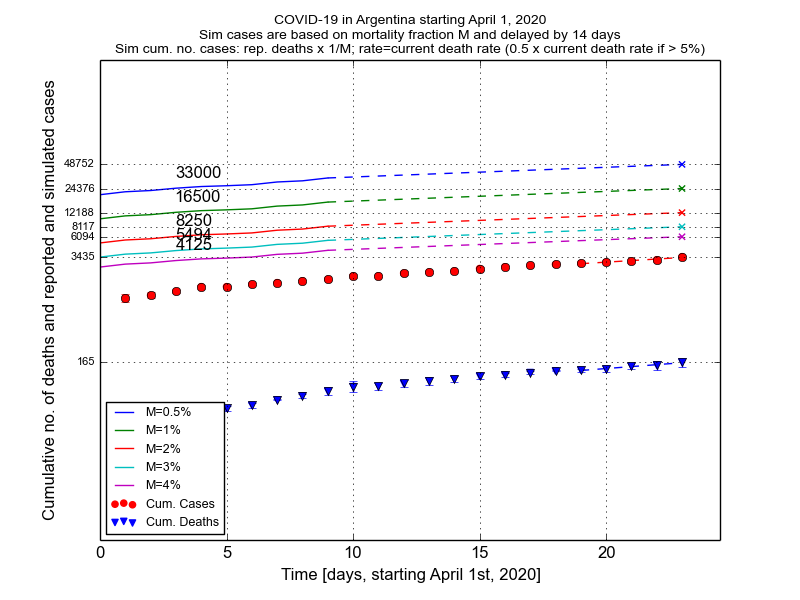 COVID-19 in Argentina starting April 1, 2020
Sim cases are based on mortality fraction M and delayed by 14 days
Sim cum. no. cases: rep. deaths x 1/M; rate=current death rate (0.5 x current death rate if > 5%)
Cumulative no. of deaths and reported and simulated cases
48752
24376
12188
8117
6094
3435
165
33000
16500
8250
5494
4125
M=0.5%
M=1%
M=2%
M=3%
M=4%
Cum. Cases
Cum. Deaths
0 5 10 15 20
Time [days, starting April 1st, 2020]